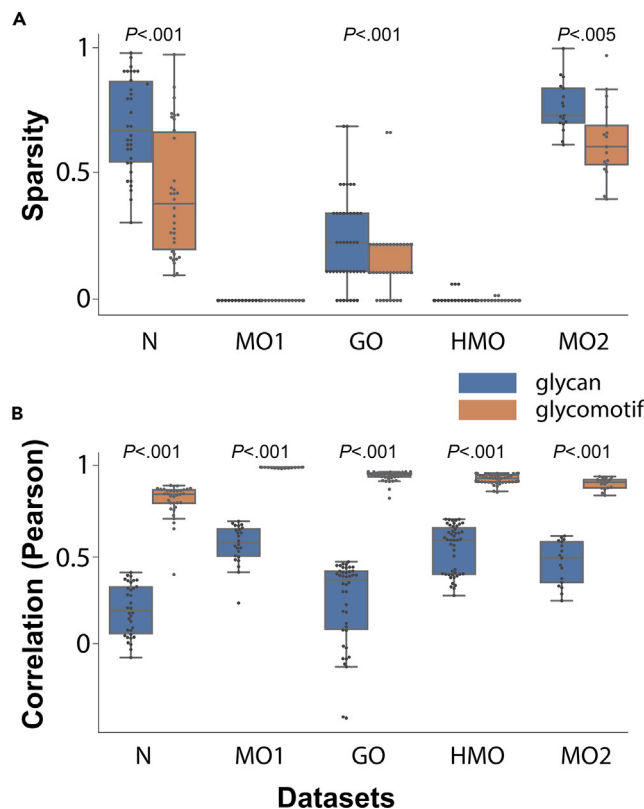 A
P<.001 P<.001 P<.005
Sparsity
1
0.5
0
N MO1 GO HMO MO2
glycan
glycomotif
B
P<.001 P<.001 P<.001 P<.001 P<.001
Correlation (Pearson)
1
0.5
0
N MO1 GO HMO MO2
Datasets